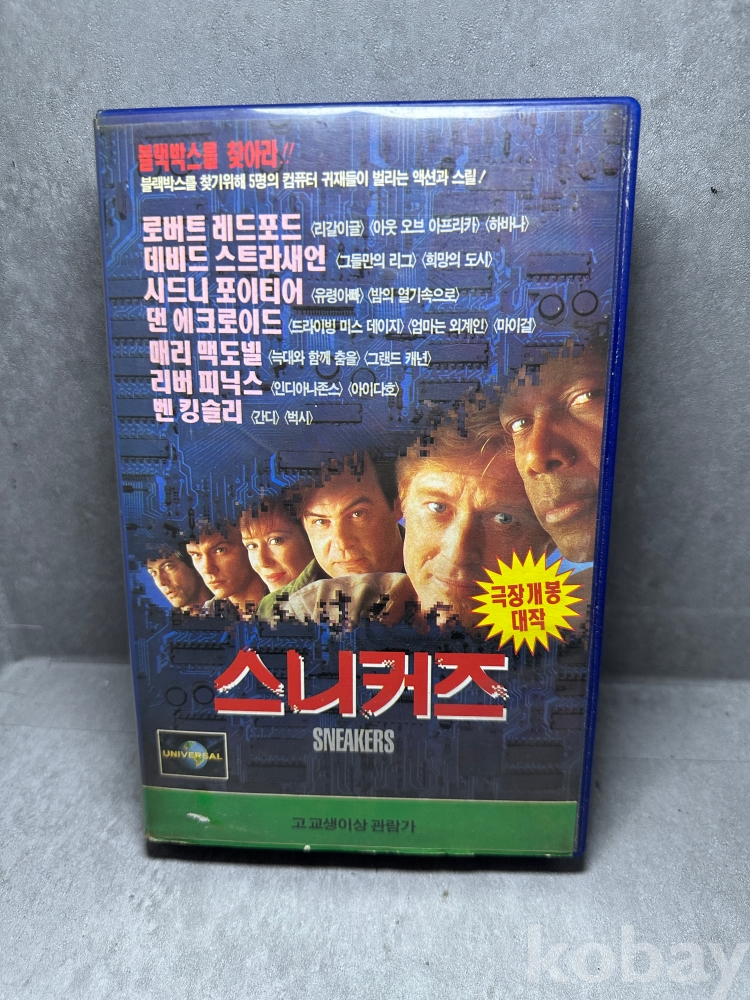 블랙박스를 찾아라!!
블랙박스를 찾기위해 5명의 컴퓨터 귀재들이 벌리는 액션과 스릴!
로버트 레드포드 〈리갈이글〉〈아웃 오브 아프리카〉〈하바나〉
데비드 스트라새언 〈그들만의 리그〉〈희망의 도시〉
시드니 포이티어 〈유령아빠〉〈밤의 열기속으로〉
댄 에크로이드 〈드라이빙 미스 데이지〉〈엄마는 외계인〉〈마이걸〉
매리 맥도넬 〈늑대와 함께 춤을〉〈그랜드 캐년〉
리버 피닉스 〈인디아나존스〉〈아이다호〉
벤 킹슬리 〈간디〉〈벅시〉
극장개봉
대작
스니커즈
SNEAKERS
UNIVERSAL
고교생이상 관람가
kobay